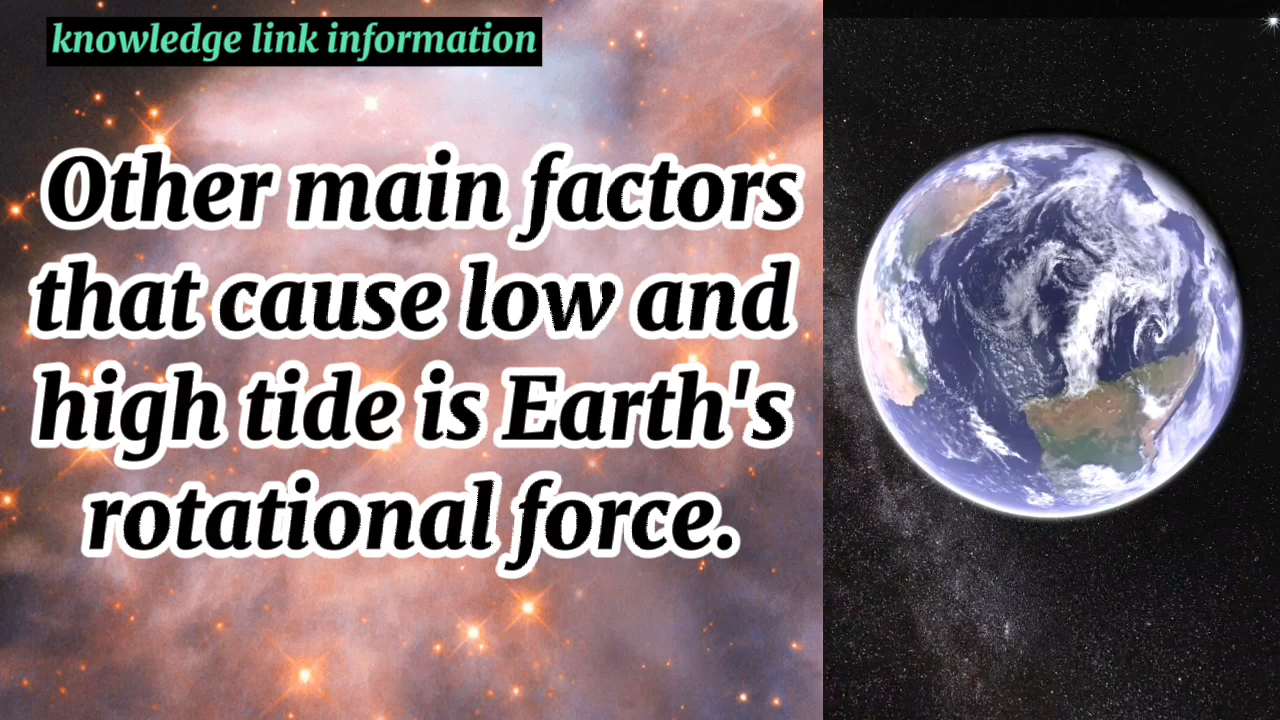 knowledge link information
Other main factors
that cause low and
high tide is Earth's
rotational force.